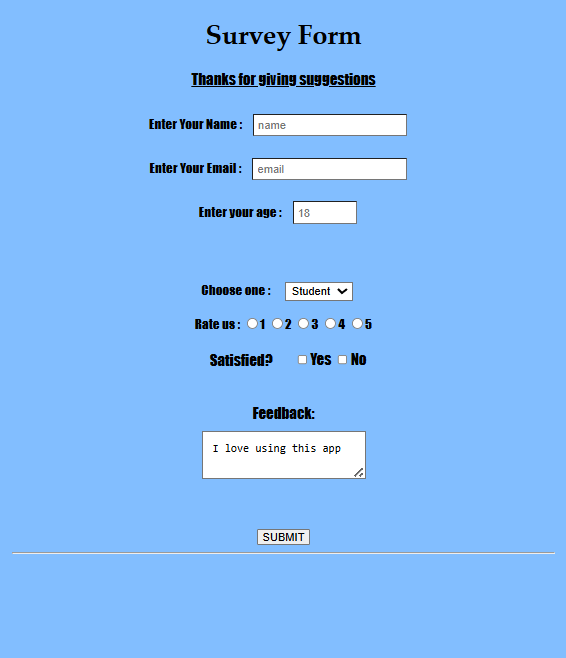 Survey Form
Thanks for giving suggestions
Enter Your Name : name
Enter Your Email : email
Enter your age : 18
Choose one : Student
Rate us : 1 2 3 4 5
Satisfied? Yes No
Feedback:
I love using this app
SUBMIT